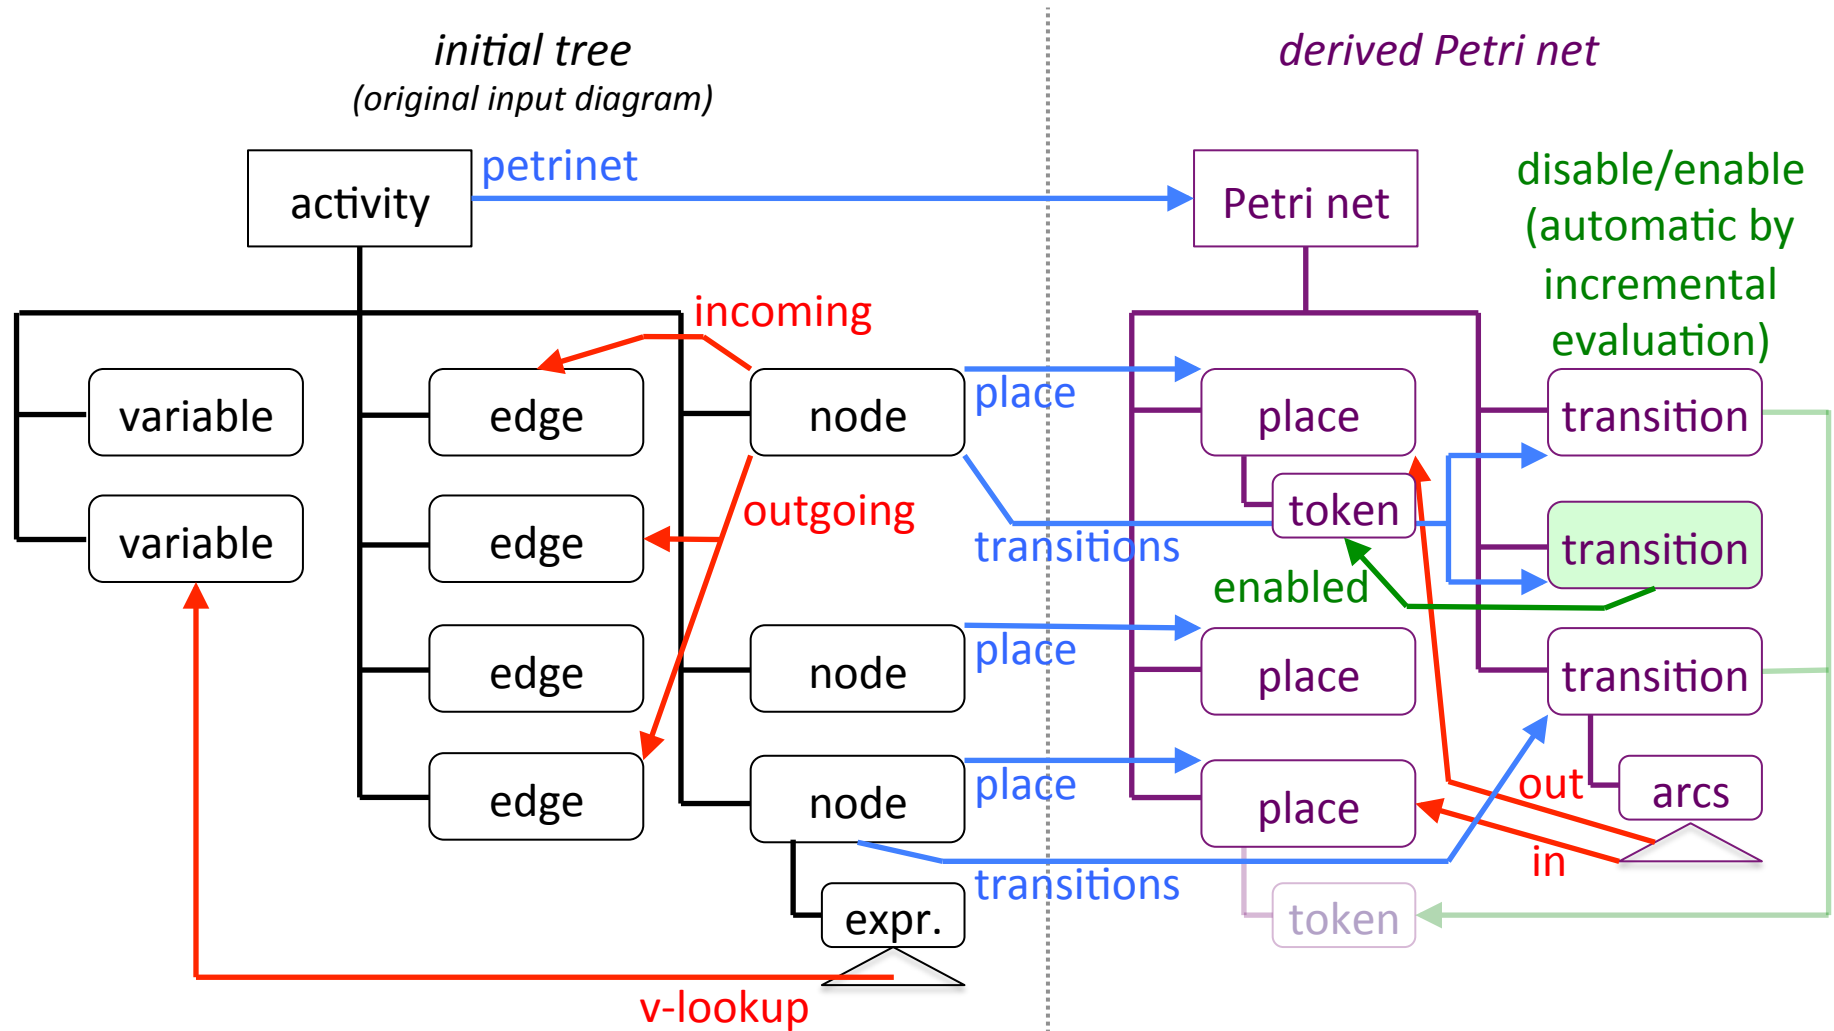 initial tree
(original input diagram)
derived Petri net
activity
petrinet
Petri net
disable/enable
(automatic by
incremental
evaluation)
incoming
variable
edge
node
place
place
transition
variable
edge
outgoing
transitions
token
transition
enabled
edge
node
place
place
transition
edge
node
place
place
out
arcs
in
transitions
expr.
token
v-lookup